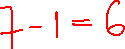 7 - 1 = 6